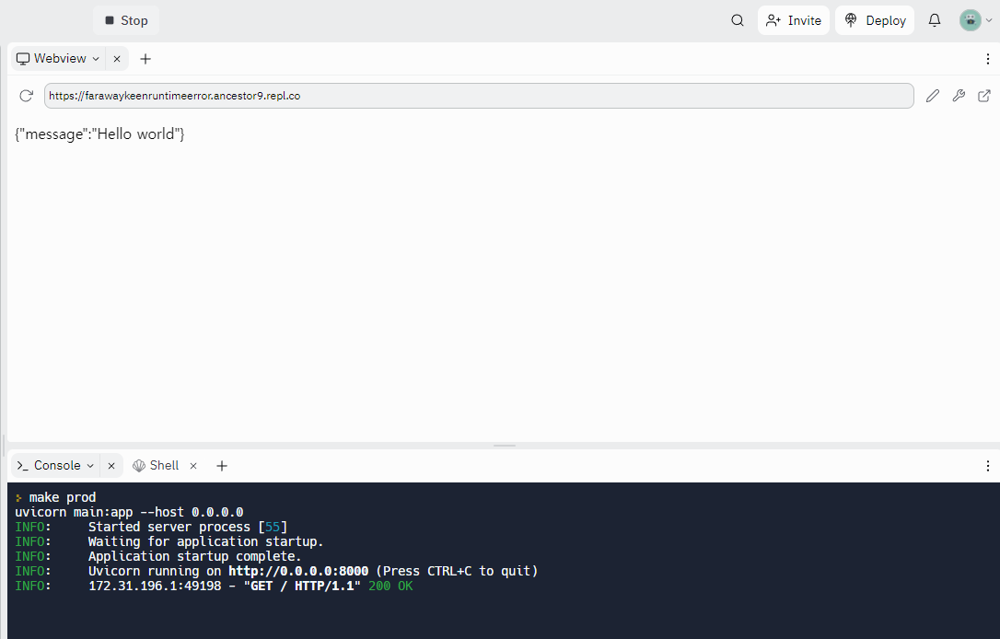 Stop
Invite
Deploy
Webview
https://farawaykeenruntimeerror.ancestor9.repl.co
{"message":"Hello world"}
Console
Shell
make prod
uvicorn main:app --host 0.0.0.0
INFO:     Started server process [55]
INFO:     Waiting for application startup.
INFO:     Application startup complete.
INFO:     Uvicorn running on http://0.0.0.0:8000 (Press CTRL+C to quit)
INFO:     172.31.196.1:49198 - "GET / HTTP/1.1" 200 OK